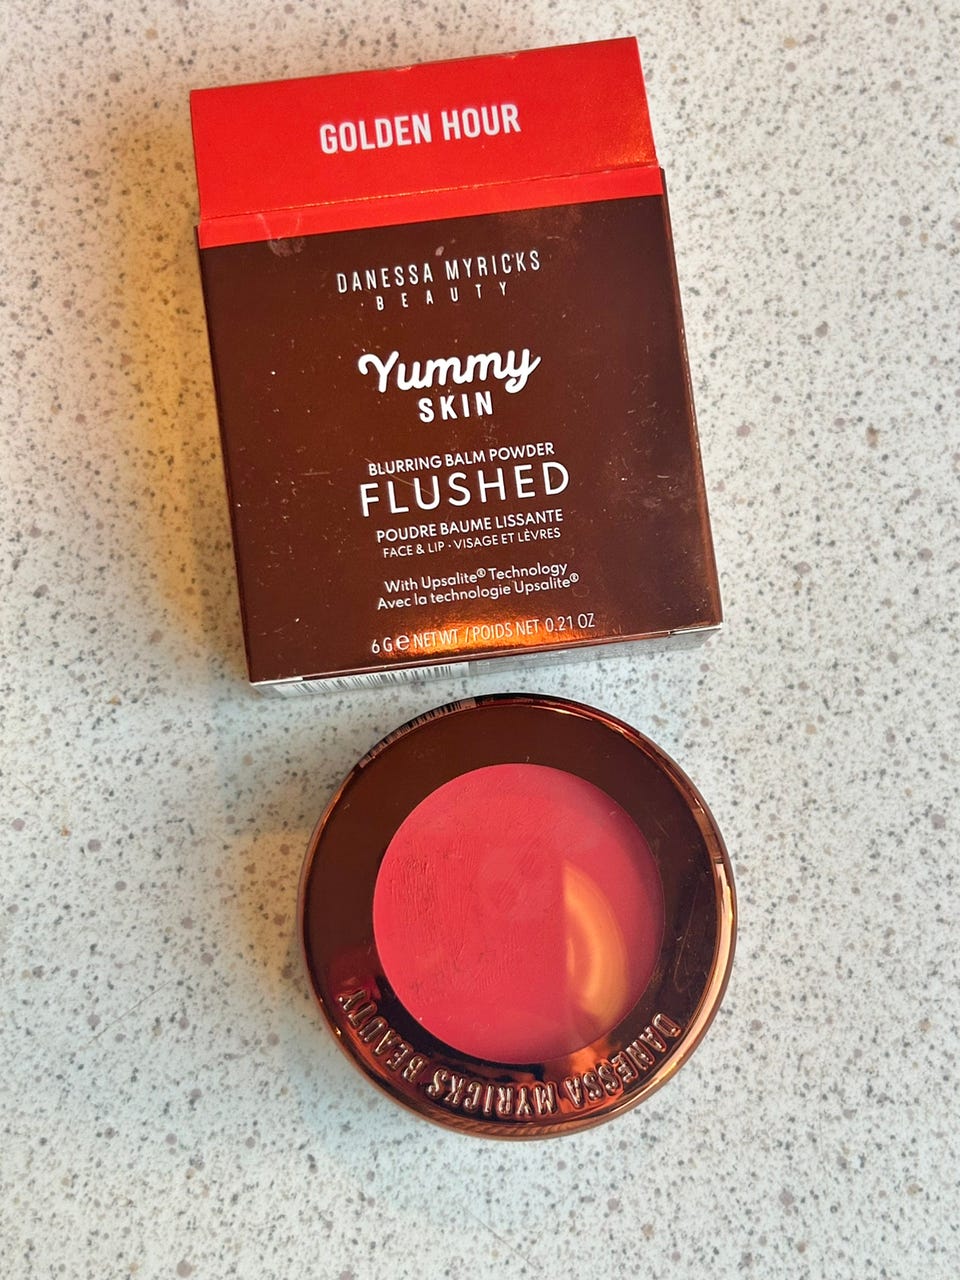 GOLDEN HOUR
DANESSA MYRICKS
BEAUTY
Yummy
SKIN
BLURRING BALM POWDER
FLUSHED
POUDRE BAUME LISSANTE
FACE & LIP · VISAGE ET LÈVRES
With Upsalite® Technology
Avec la technologie Upsalite®
6 G e NET WT / POIDS NET 0.21 OZ
DANESSA MYRICKS BEAUTY